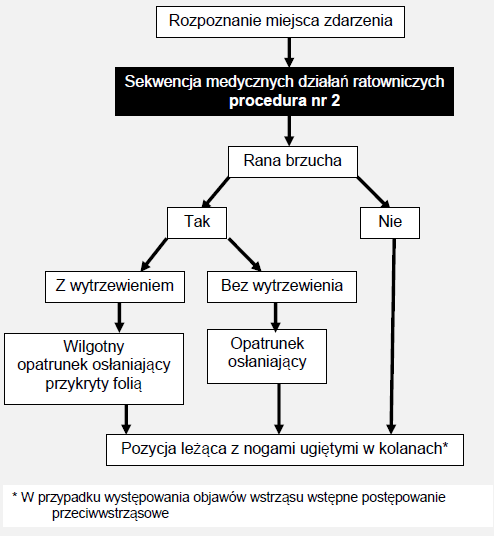 Rozpoznanie miejsca zdarzenia
Sekwencja medycznych działań ratowniczych
procedura nr 2
Rana brzucha
Tak
Nie
Z wytrzewieniem
Bez wytrzewienia
Wilgotny
opatrunek osłaniający
przykryty folią
Opatrunek
osłaniający
Pozycja leżąca z nogami ugiętymi w kolanach*
* W przypadku występowania objawów wstrząsu wstępne postępowanie
przeciwwstrząsowe